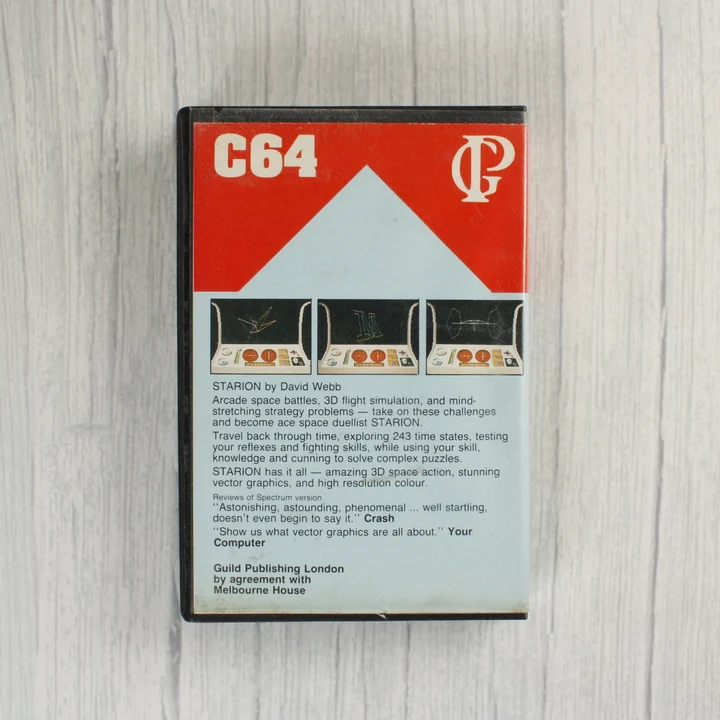 C64
GP
STARION by David Webb
Arcade space battles, 3D flight simulation, and mind-
stretching strategy problems — take on these challenges
and become ace space duellist STARION.
Travel back through time, exploring 243 time states, testing
your reflexes and fighting skills, while using your skill,
knowledge and cunning to solve complex puzzles.
STARION has it all — amazing 3D space action, stunning
vector graphics, and high resolution colour.
Reviews of Spectrum version
''Astonishing, astounding, phenomenal ... well startling,
doesn't even begin to say it.'' Crash
''Show us what vector graphics are all about.'' Your
Computer
Guild Publishing London
by agreement with
Melbourne House